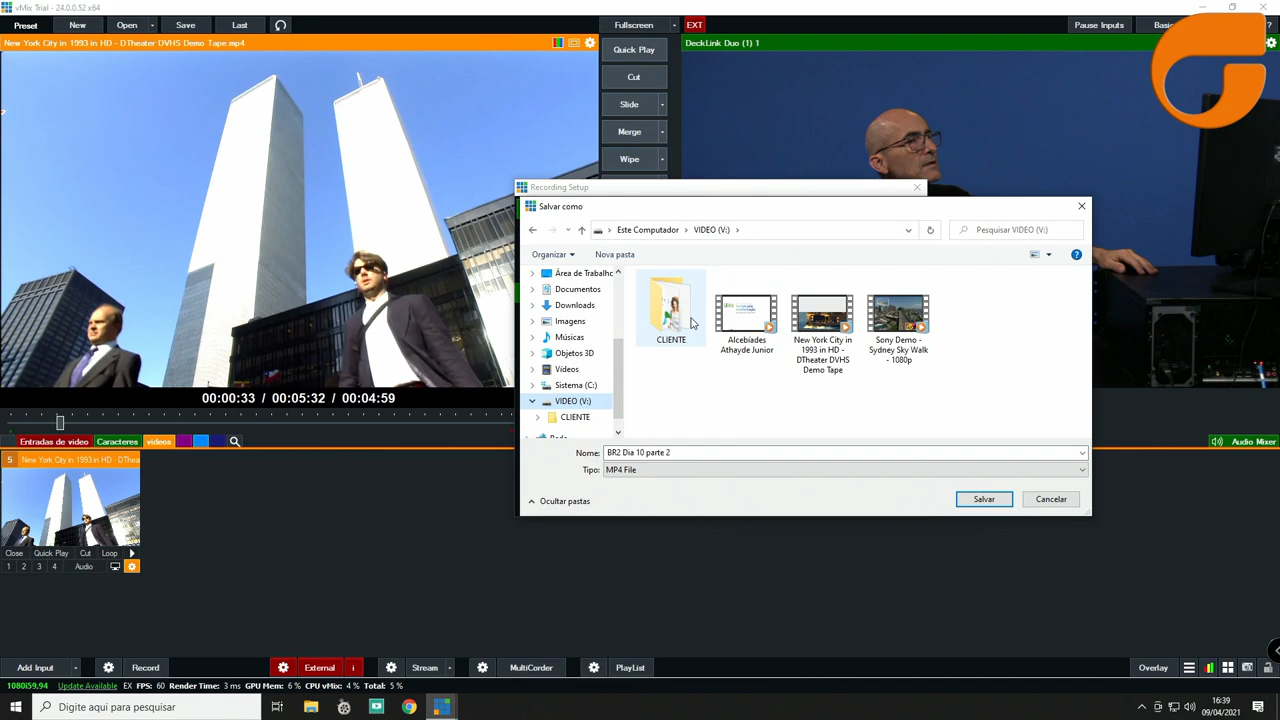 vMix Trial - 24.0.0.52 x64
Preset
New
Open
Save
Last
Fullscreen
EXT
Pause Inputs
Basic
?
New York City in 1993 in HD - DTheater DVHS Demo Tape.mp4
Quick Play
DeckLink Duo (1) 1
Cut
Slide
Merge
Wipe
Recording Setup
Salvar como
Este Computador
VIDEO (V:)
Pesquisar VIDEO (V:)
Organizar
Nova pasta
?
Área de Trabalho
Documentos
Downloads
Imagens
Músicas
Objetos 3D
Vídeos
Sistema (C:)
VIDEO (V:)
CLIENTE
Rede
CLIENTE
Alcebíades
Athayde Junior
New York City in
1993 in HD -
DTheater DVHS
Demo Tape
Sony Demo -
Sydney Sky Walk
- 1080p
00:00:33 / 00:05:32 / 00:04:59
Nome: BR2 Dia 10 parte 2
Tipo: MP4 File
Ocultar pastas
Salvar
Cancelar
Entradas de video
Caracteres
videos
Audio Mixer
5 New York City in 1993 in HD - DThea
Close
Quick Play
Cut
Loop
1
2
3
4
Audio
Add Input
Record
External
i
Stream
MultiCorder
PlayList
Overlay
1080i59,94
Update Available
EX FPS: 60 Render Time: 3 ms GPU Mem: 6 % CPU vMix: 4 % Total: 5 %
Digite aqui para pesquisar
16:39
09/04/2021